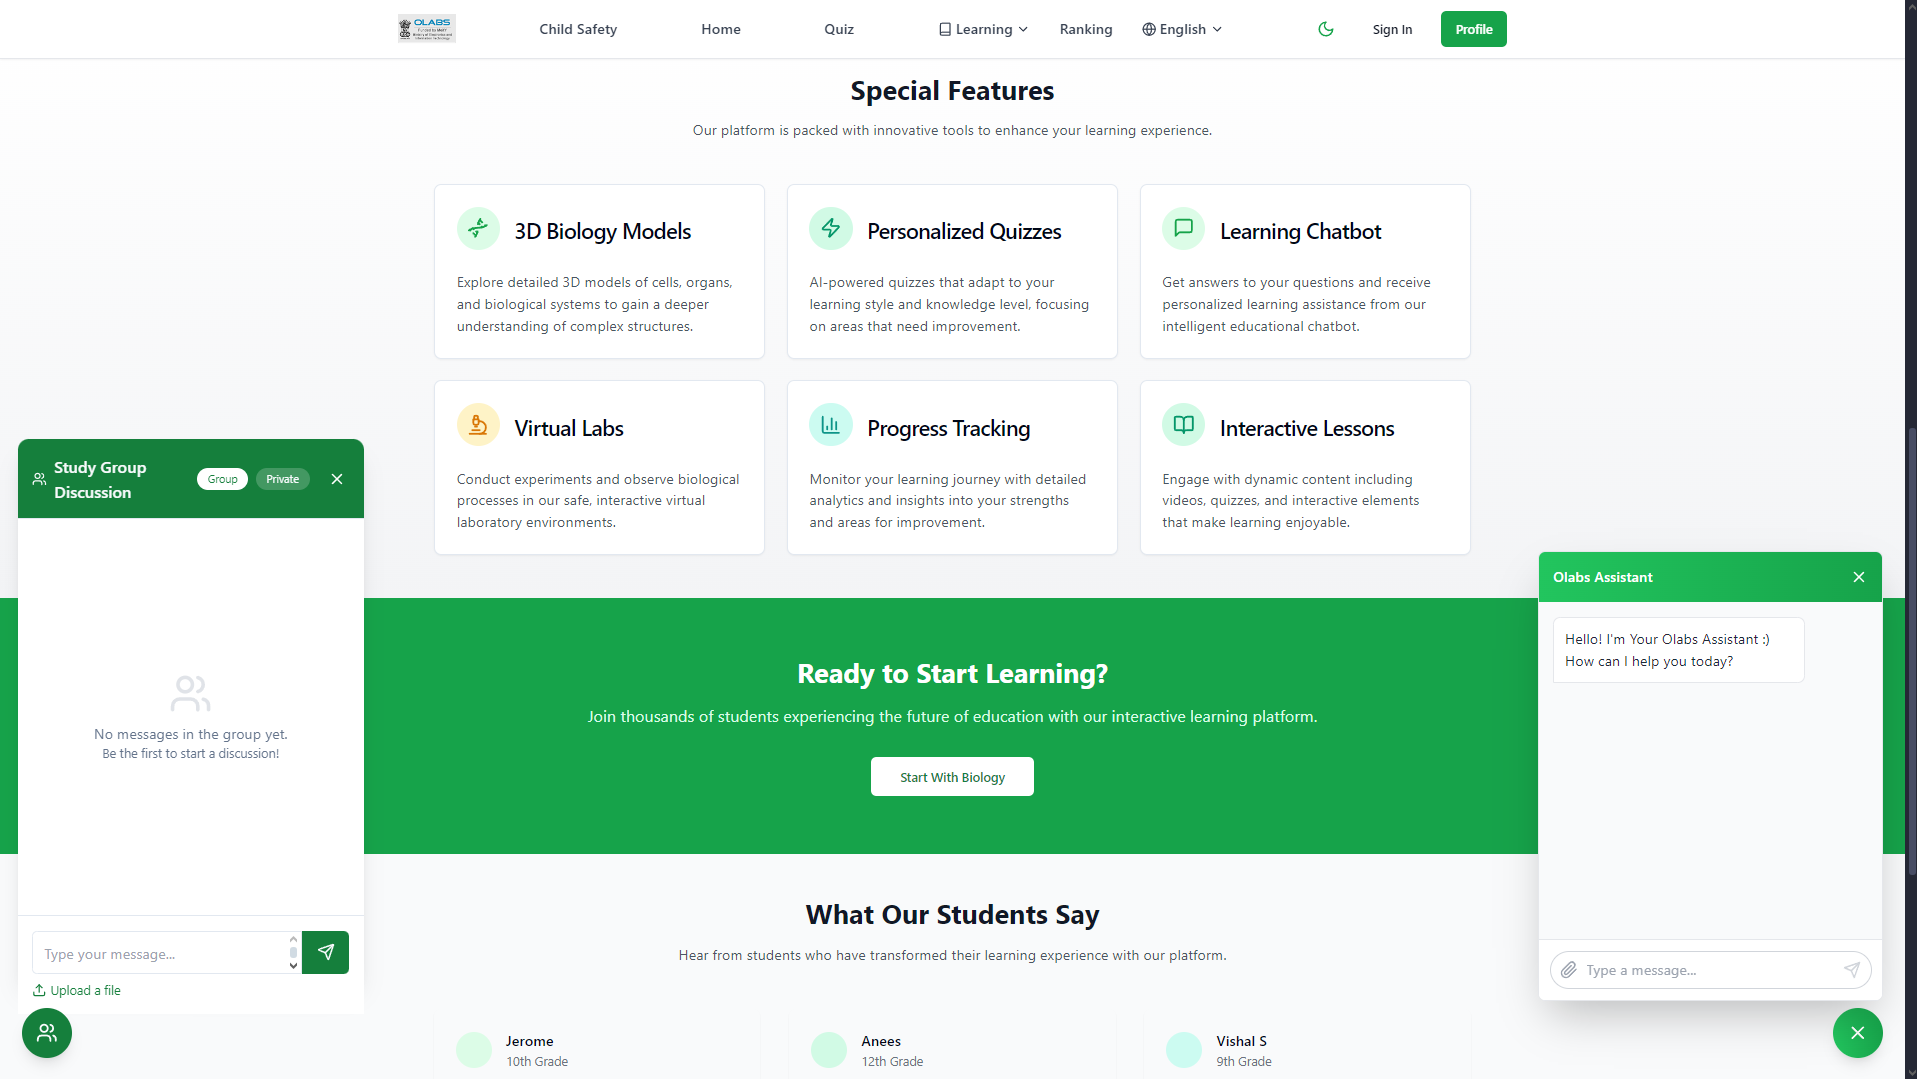 OLABS
Child Safety
Home
Quiz
Learning
Ranking
English
Sign In
Profile
Special Features
Our platform is packed with innovative tools to enhance your learning experience.
3D Biology Models
Explore detailed 3D models of cells, organs,
and biological systems to gain a deeper
understanding of complex structures.
Personalized Quizzes
AI-powered quizzes that adapt to your
learning style and knowledge level, focusing
on areas that need improvement.
Learning Chatbot
Get answers to your questions and receive
personalized learning assistance from our
intelligent educational chatbot.
Virtual Labs
Conduct experiments and observe biological
processes in our safe, interactive virtual
laboratory environments.
Progress Tracking
Monitor your learning journey with detailed
analytics and insights into your strengths
and areas for improvement.
Interactive Lessons
Engage with dynamic content including
videos, quizzes, and interactive elements
that make learning enjoyable.
Study Group
Discussion
Group
Private
No messages in the group yet.
Be the first to start a discussion!
Type your message...
Upload a file
Ready to Start Learning?
Join thousands of students experiencing the future of education with our interactive learning platform.
Start With Biology
Olabs Assistant
Hello! I'm Your Olabs Assistant :)
How can I help you today?
Type a message...
What Our Students Say
Hear from students who have transformed their learning experience with our platform.
Jerome
10th Grade
Anees
12th Grade
Vishal S
9th Grade